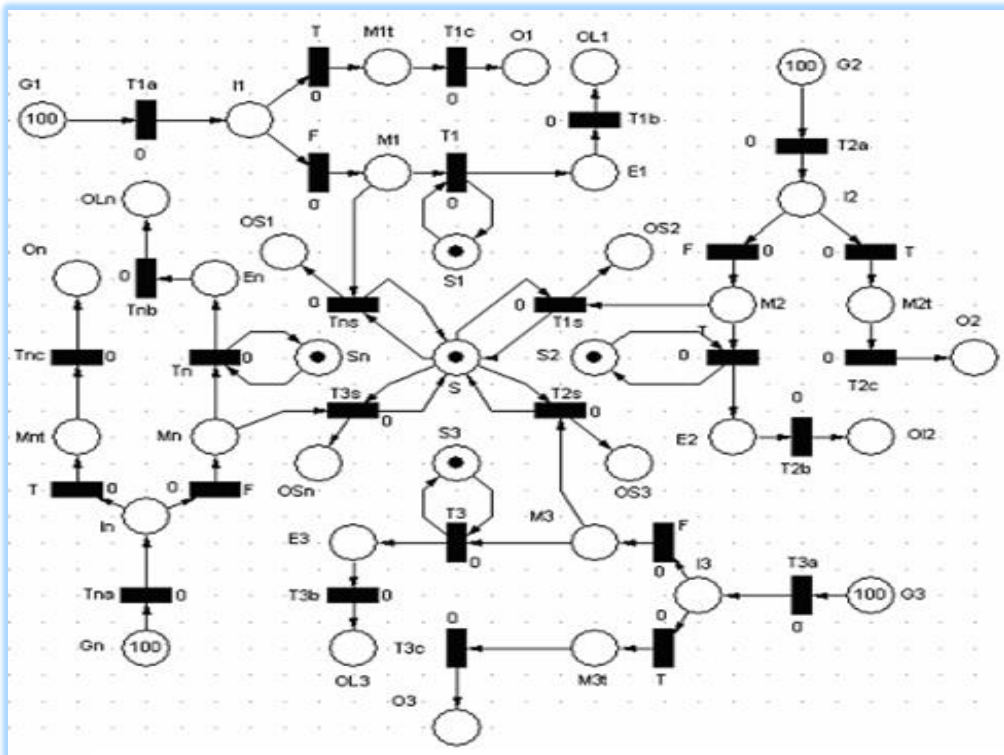 T M1t T1c O1 OL1
G1 T1a I1 100 G2
100 0 0
0 F M1 T1 0 T1b 0 T2a
0 0 E1 I2
OLn OS1 OS2 F 0 0 T
On 0 En S1 M2 M2t
Tnb 0 Tns 0 T1s O2
Tnc 0 Tn 0 Sn S S2 T 0 0 T2c
T3s 0 T2s 0 0
Mnt Mn S3 E2 OI2
OSn OS3 T2b
T 0 0 F
In E3 T3 M3 F I3 T3a
0 0
Tna 0 T3b 0 100 G3
0 0 0
Gn 100 T3c
OL3 M3t T
O3